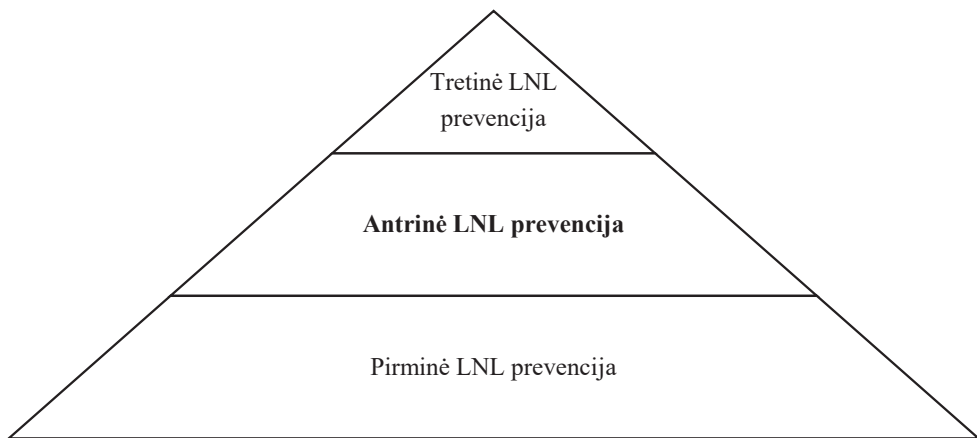 Tretinė LNL
prevencija
Antrinė LNL prevencija
Pirminė LNL prevencija